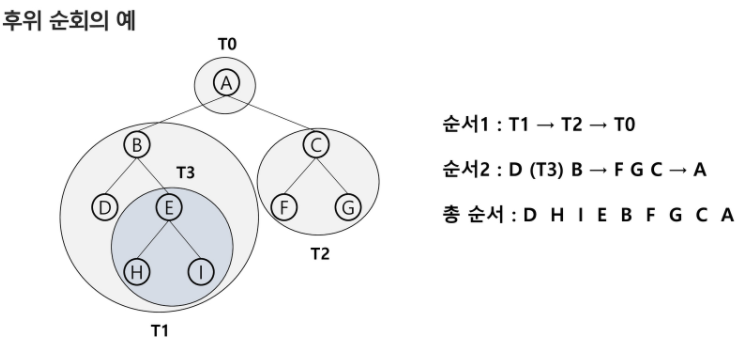 후위 순회의 예
T0
A
B
C
T3
D
E
F
G
H
I
T2
T1
순서1 : T1 → T2 → T0
순서2 : D (T3) B → F G C → A
총 순서 : D H I E B F G C A